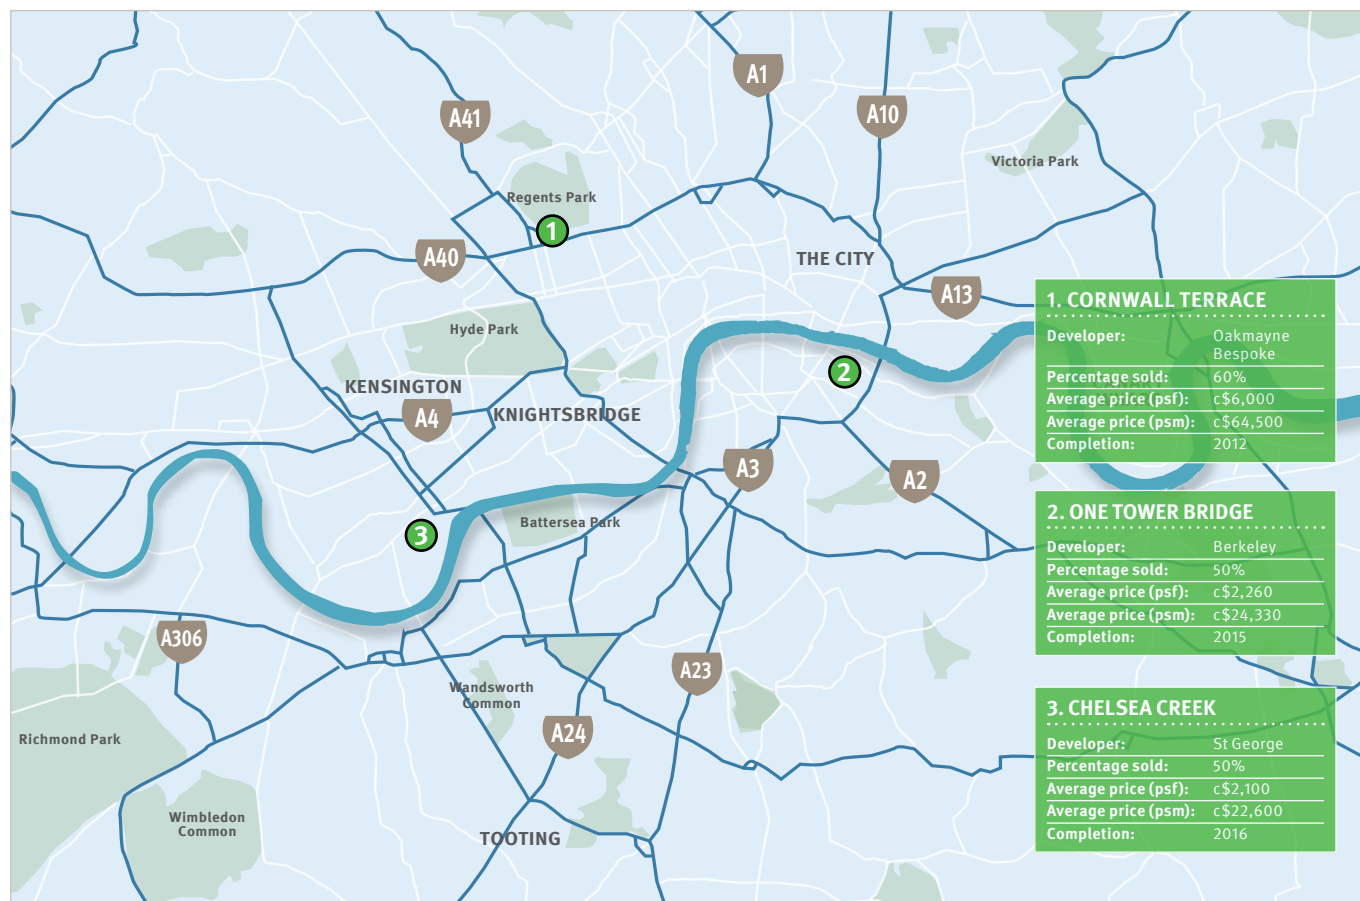 A1
A41
A10
Victoria Park
Regents Park
1
THE CITY
A40
A13
Hyde Park
2
KENSINGTON
A4
KNIGHTSBRIDGE
A3
A2
Battersea Park
3
A306
A23
Wandsworth
Common
A24
Richmond Park
Wimbledon
Common
TOOTING
1. CORNWALL TERRACE
Developer: Oakmayne
Bespoke
Percentage sold: 60%
Average price (psf): c$6,000
Average price (psm): c$64,500
Completion: 2012
2. ONE TOWER BRIDGE
Developer: Berkeley
Percentage sold: 50%
Average price (psf): c$2,260
Average price (psm): c$24,330
Completion: 2015
3. CHELSEA CREEK
Developer: St George
Percentage sold: 50%
Average price (psf): c$2,100
Average price (psm): c$22,600
Completion: 2016